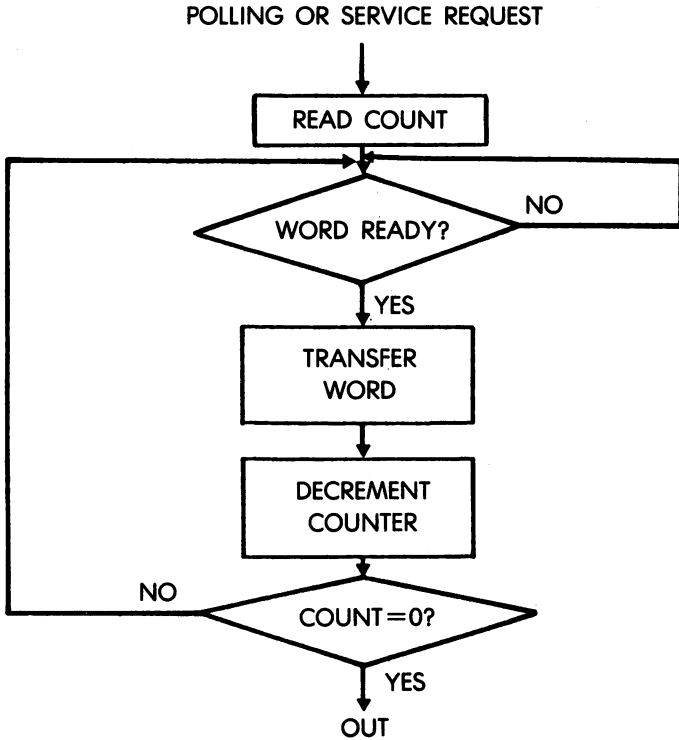 POLLING OR SERVICE REQUEST
READ COUNT
WORD READY?
NO
YES
TRANSFER
WORD
DECREMENT
COUNTER
NO
COUNT=0?
YES
OUT